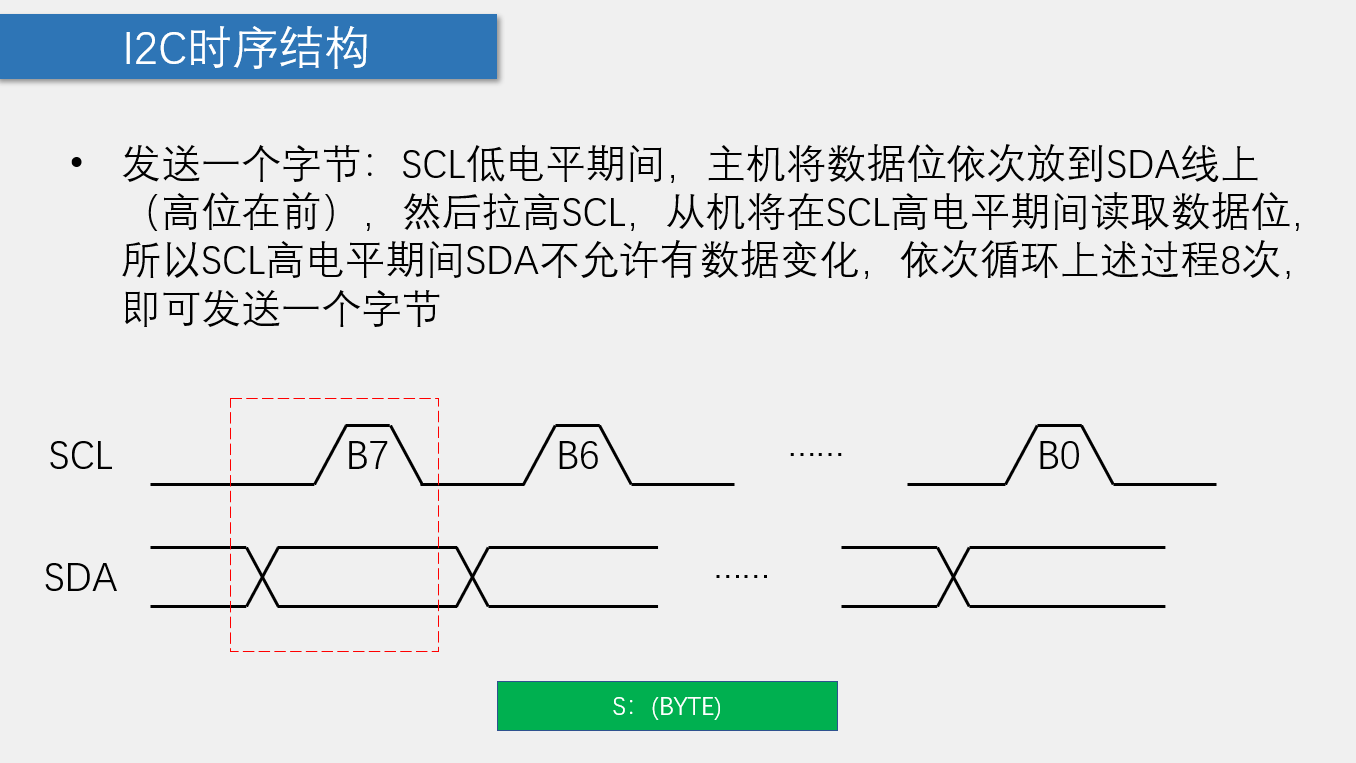 I2C时序结构
• 发送一个字节：SCL低电平期间，主机将数据位依次放到SDA线上
（高位在前），然后拉高SCL，从机将在SCL高电平期间读取数据位，
所以SCL高电平期间SDA不允许有数据变化，依次循环上述过程8次，
即可发送一个字节
SCL B7 B6 …… B0
SDA ……
S：(BYTE)